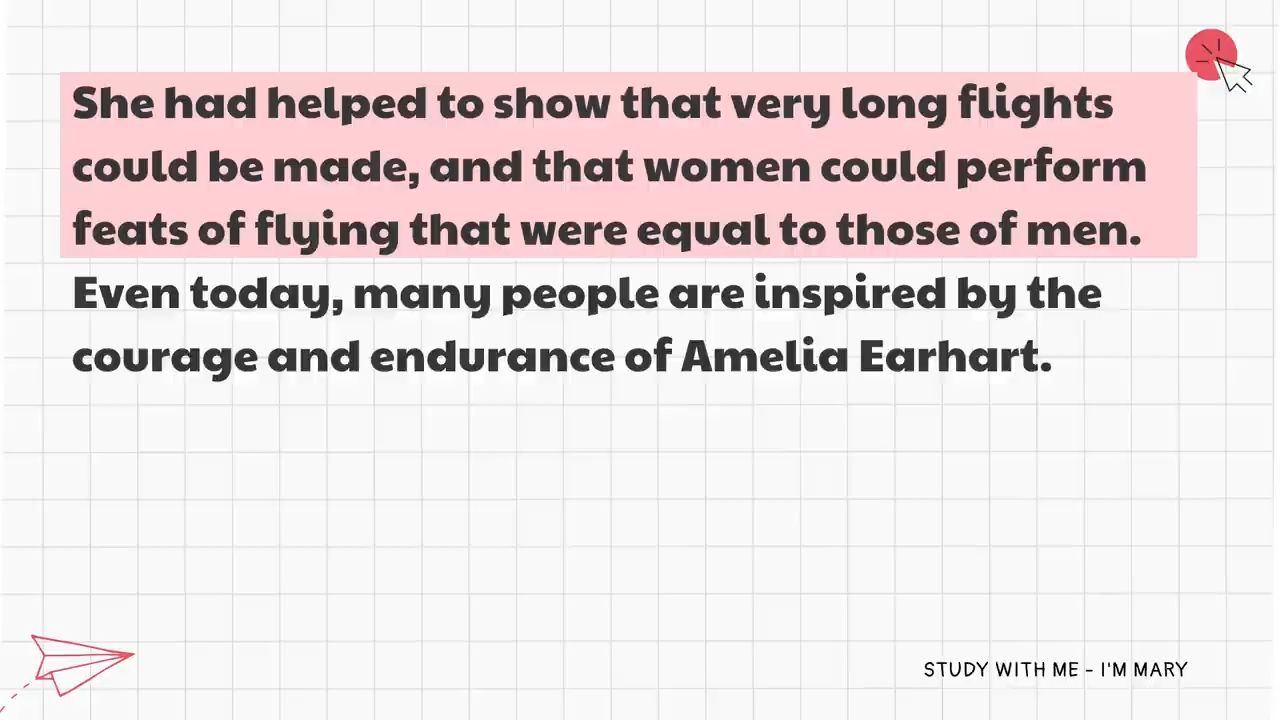 She had helped to show that very long flights
could be made, and that women could perform
feats of flying that were equal to those of men.
Even today, many people are inspired by the
courage and endurance of Amelia Earhart.
STUDY WITH ME - I'M MARY